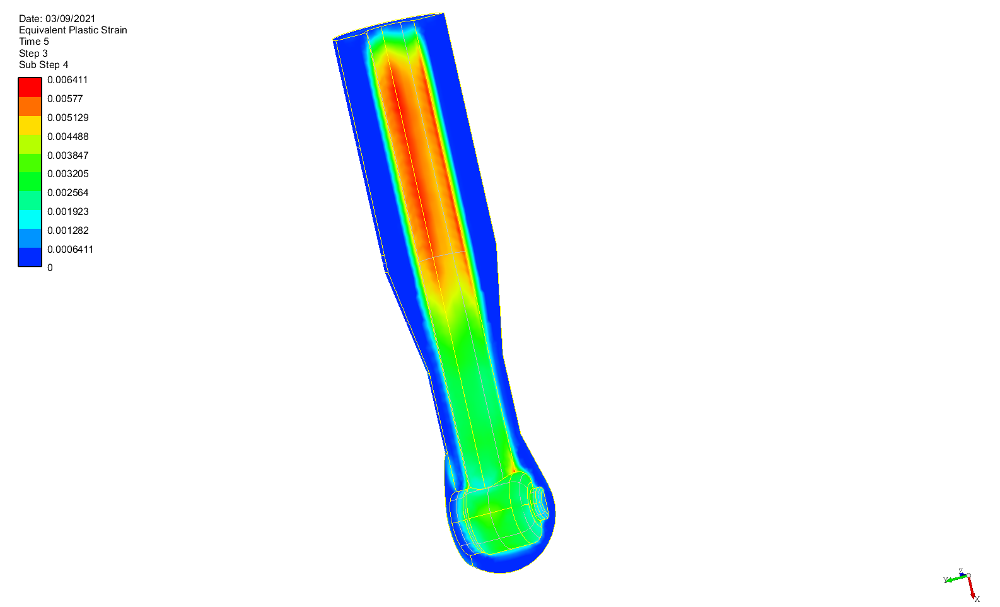 Date: 03/09/2021
Equivalent Plastic Strain
Time 5
Step 3
Sub Step 4
0.006411
0.00577
0.005129
0.004488
0.003847
0.003205
0.002564
0.001923
0.001282
0.0006411
0
Z
Y
X